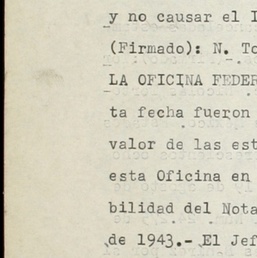 y no causar el I
(Firmado): N. To
LA OFICINA FEDER
ta fecha fueron
valor de las est
esta Oficina en
bilidad del Nota
de 1943.- El Jef